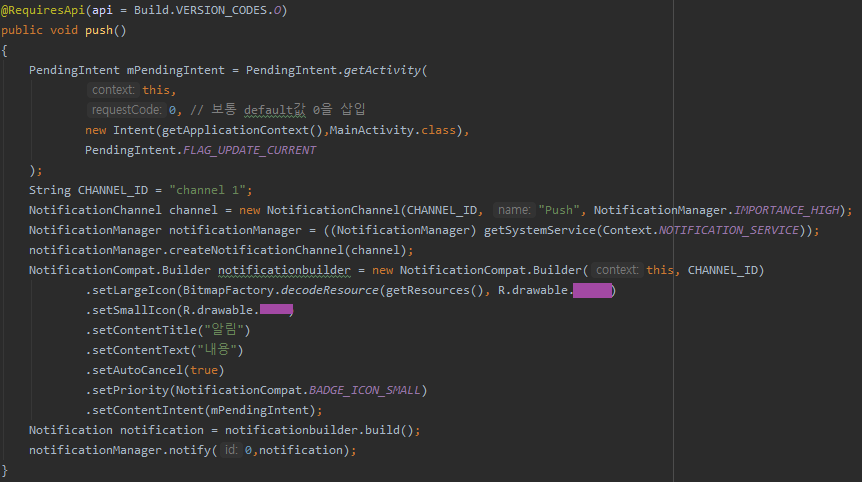 @RequiresApi(api = Build.VERSION_CODES.O)
public void push()
{
PendingIntent mPendingIntent = PendingIntent.getActivity(
context: this,
requestCode: 0, // 보통 default값 0을 삽입
new Intent(getApplicationContext(),MainActivity.class),
PendingIntent.FLAG_UPDATE_CURRENT
);
String CHANNEL_ID = "channel 1";
NotificationChannel channel = new NotificationChannel(CHANNEL_ID, name: "Push", NotificationManager.IMPORTANCE_HIGH);
NotificationManager notificationManager = ((NotificationManager) getSystemService(Context.NOTIFICATION_SERVICE));
notificationManager.createNotificationChannel(channel);
NotificationCompat.Builder notificationbuilder = new NotificationCompat.Builder( context: this, CHANNEL_ID)
.setLargeIcon(BitmapFactory.decodeResource(getResources(), R.drawable.)
.setSmallIcon(R.drawable.)
.setContentTitle("알림")
.setContentText("내용")
.setAutoCancel(true)
.setPriority(NotificationCompat.BADGE_ICON_SMALL)
.setContentIntent(mPendingIntent);
Notification notification = notificationbuilder.build();
notificationManager.notify( id: 0,notification);
}